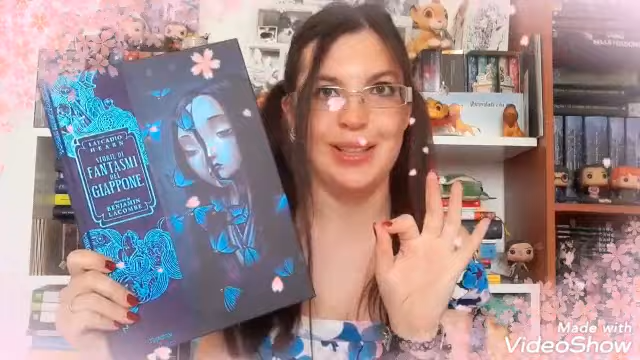 LAFCADIO
HEARN
STORIE DI
FANTASMI
DEL
GIAPPONE
BENJAMIN
LACOMBE
Made with
VideoShow